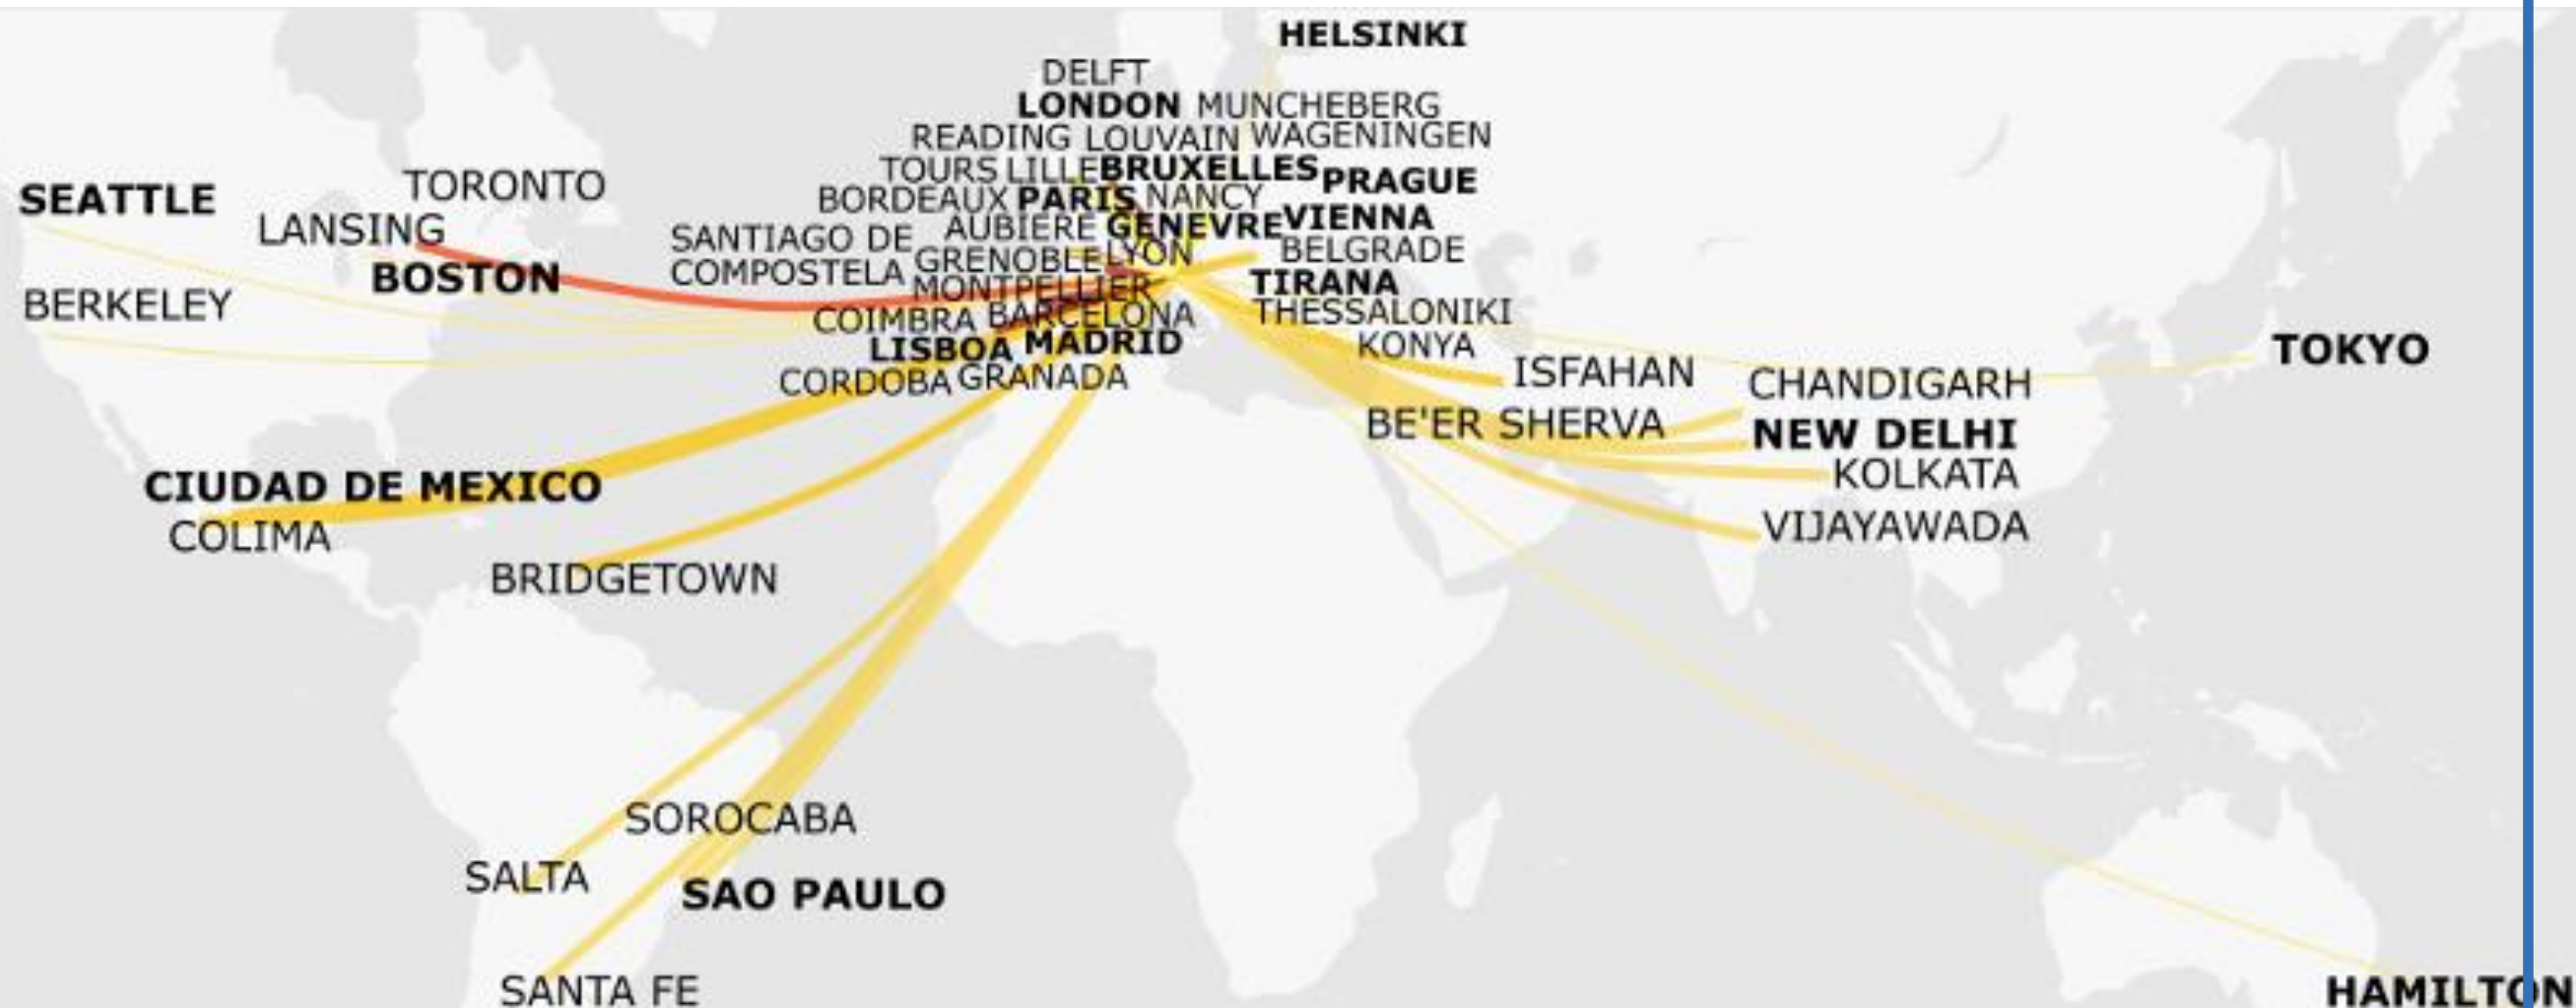 HELSINKI
DELFT
LONDON MUNCHEBERG
READING LOUVAIN WAGENINGEN
TOURS LILLE BRUXELLES PRAGUE
SEATTLE
TORONTO
BORDEAUX PARIS NANCY
LANSING
AUBIERE GENEVRE VIENNA
SANTIAGO DE
COMPOSTELA
GRENOBLE LYON
BELGRADE
BOSTON
MONTPELLIER
TIRANA
BERKELEY
COIMBRA BARCELONA
THESSALONIKI
LISBOA MADRID
KONYA
TOKYO
CORDOBA GRANADA
ISFAHAN
CHANDIGARH
BE'ER SHERVA
NEW DELHI
KOLKATA
CIUDAD DE MEXICO
COLIMA
VIJAYAWADA
BRIDGETOWN
SOROCABA
SALTA
SAO PAULO
SANTA FE
HAMILTON